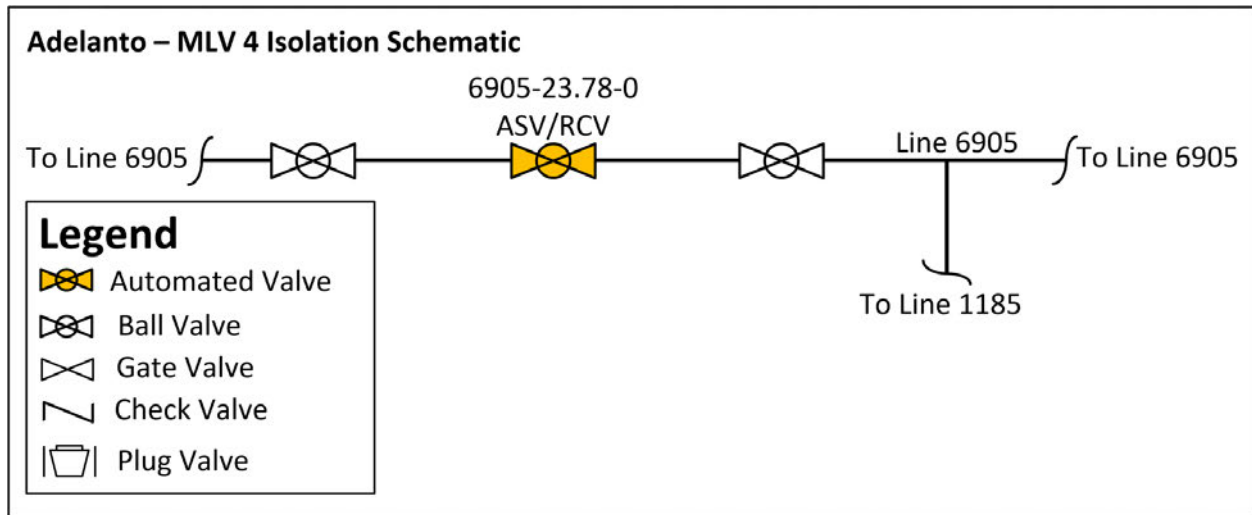 Adelanto – MLV 4 Isolation Schematic
6905-23.78-0
ASV/RCV
To Line 6905
Line 6905
To Line 6905
To Line 1185
Legend
Automated Valve
Ball Valve
Gate Valve
Check Valve
Plug Valve